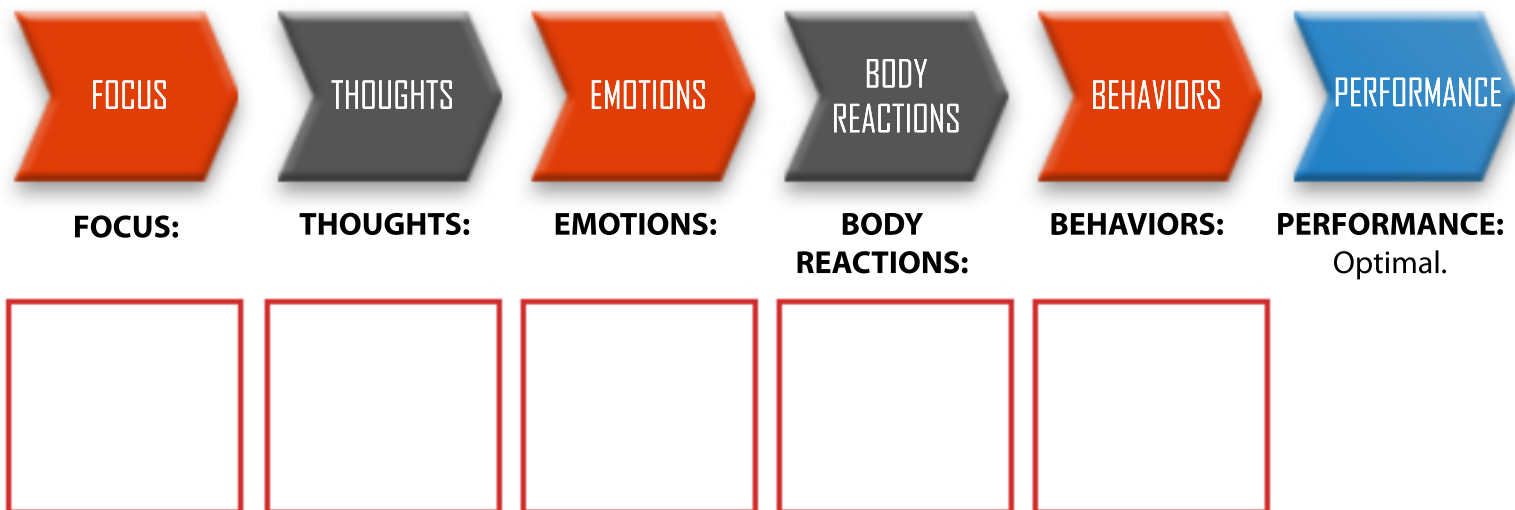 FOCUS
THOUGHTS
EMOTIONS
BODY
REACTIONS
BEHAVIORS
PERFORMANCE
FOCUS:
THOUGHTS:
EMOTIONS:
BODY
REACTIONS:
BEHAVIORS:
PERFORMANCE:
Optimal.